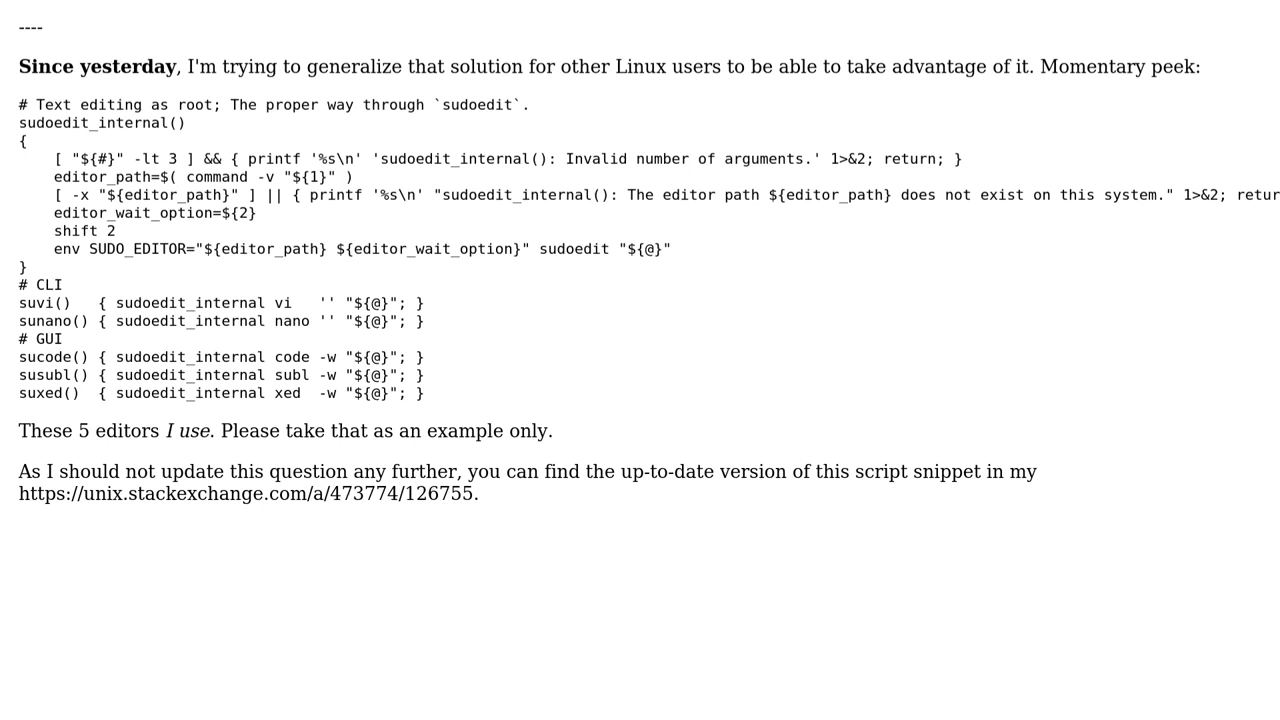 ----
Since yesterday, I'm trying to generalize that solution for other Linux users to be able to take advantage of it. Momentary peek:
# Text editing as root; The proper way through `sudoedit`.
sudoedit_internal()
{
    [ "${#}" -lt 3 ] && { printf '%s\n' 'sudoedit_internal(): Invalid number of arguments.' 1>&2; return; }
    editor_path=$( command -v "${1}" )
    [ -x "${editor_path}" ] || { printf '%s\n' "sudoedit_internal(): The editor path ${editor_path} does not exist on this system." 1>&2; retur
    editor_wait_option=${2}
    shift 2
    env SUDO_EDITOR="${editor_path} ${editor_wait_option}" sudoedit "${@}"
}
# CLI
suvi()   { sudoedit_internal vi   '' "${@}"; }
sunano() { sudoedit_internal nano '' "${@}"; }
# GUI
sucode() { sudoedit_internal code -w "${@}"; }
susubl() { sudoedit_internal subl -w "${@}"; }
suxed()  { sudoedit_internal xed  -w "${@}"; }
These 5 editors I use. Please take that as an example only.
As I should not update this question any further, you can find the up-to-date version of this script snippet in my
https://unix.stackexchange.com/a/473774/126755.